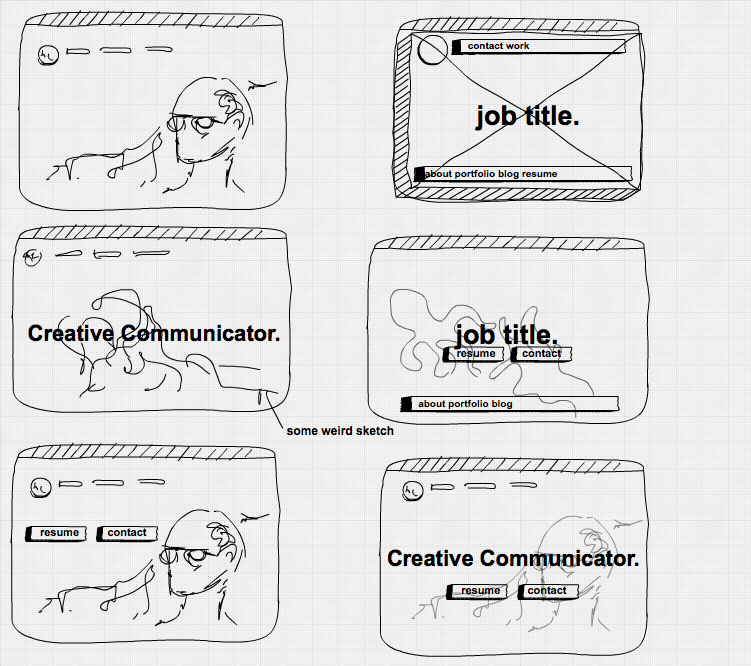 contact work
job title.
about portfolio blog resume
Creative Communicator.
job title.
resume contact
about portfolio blog
some weird sketch
resume contact
Creative Communicator.
resume contact